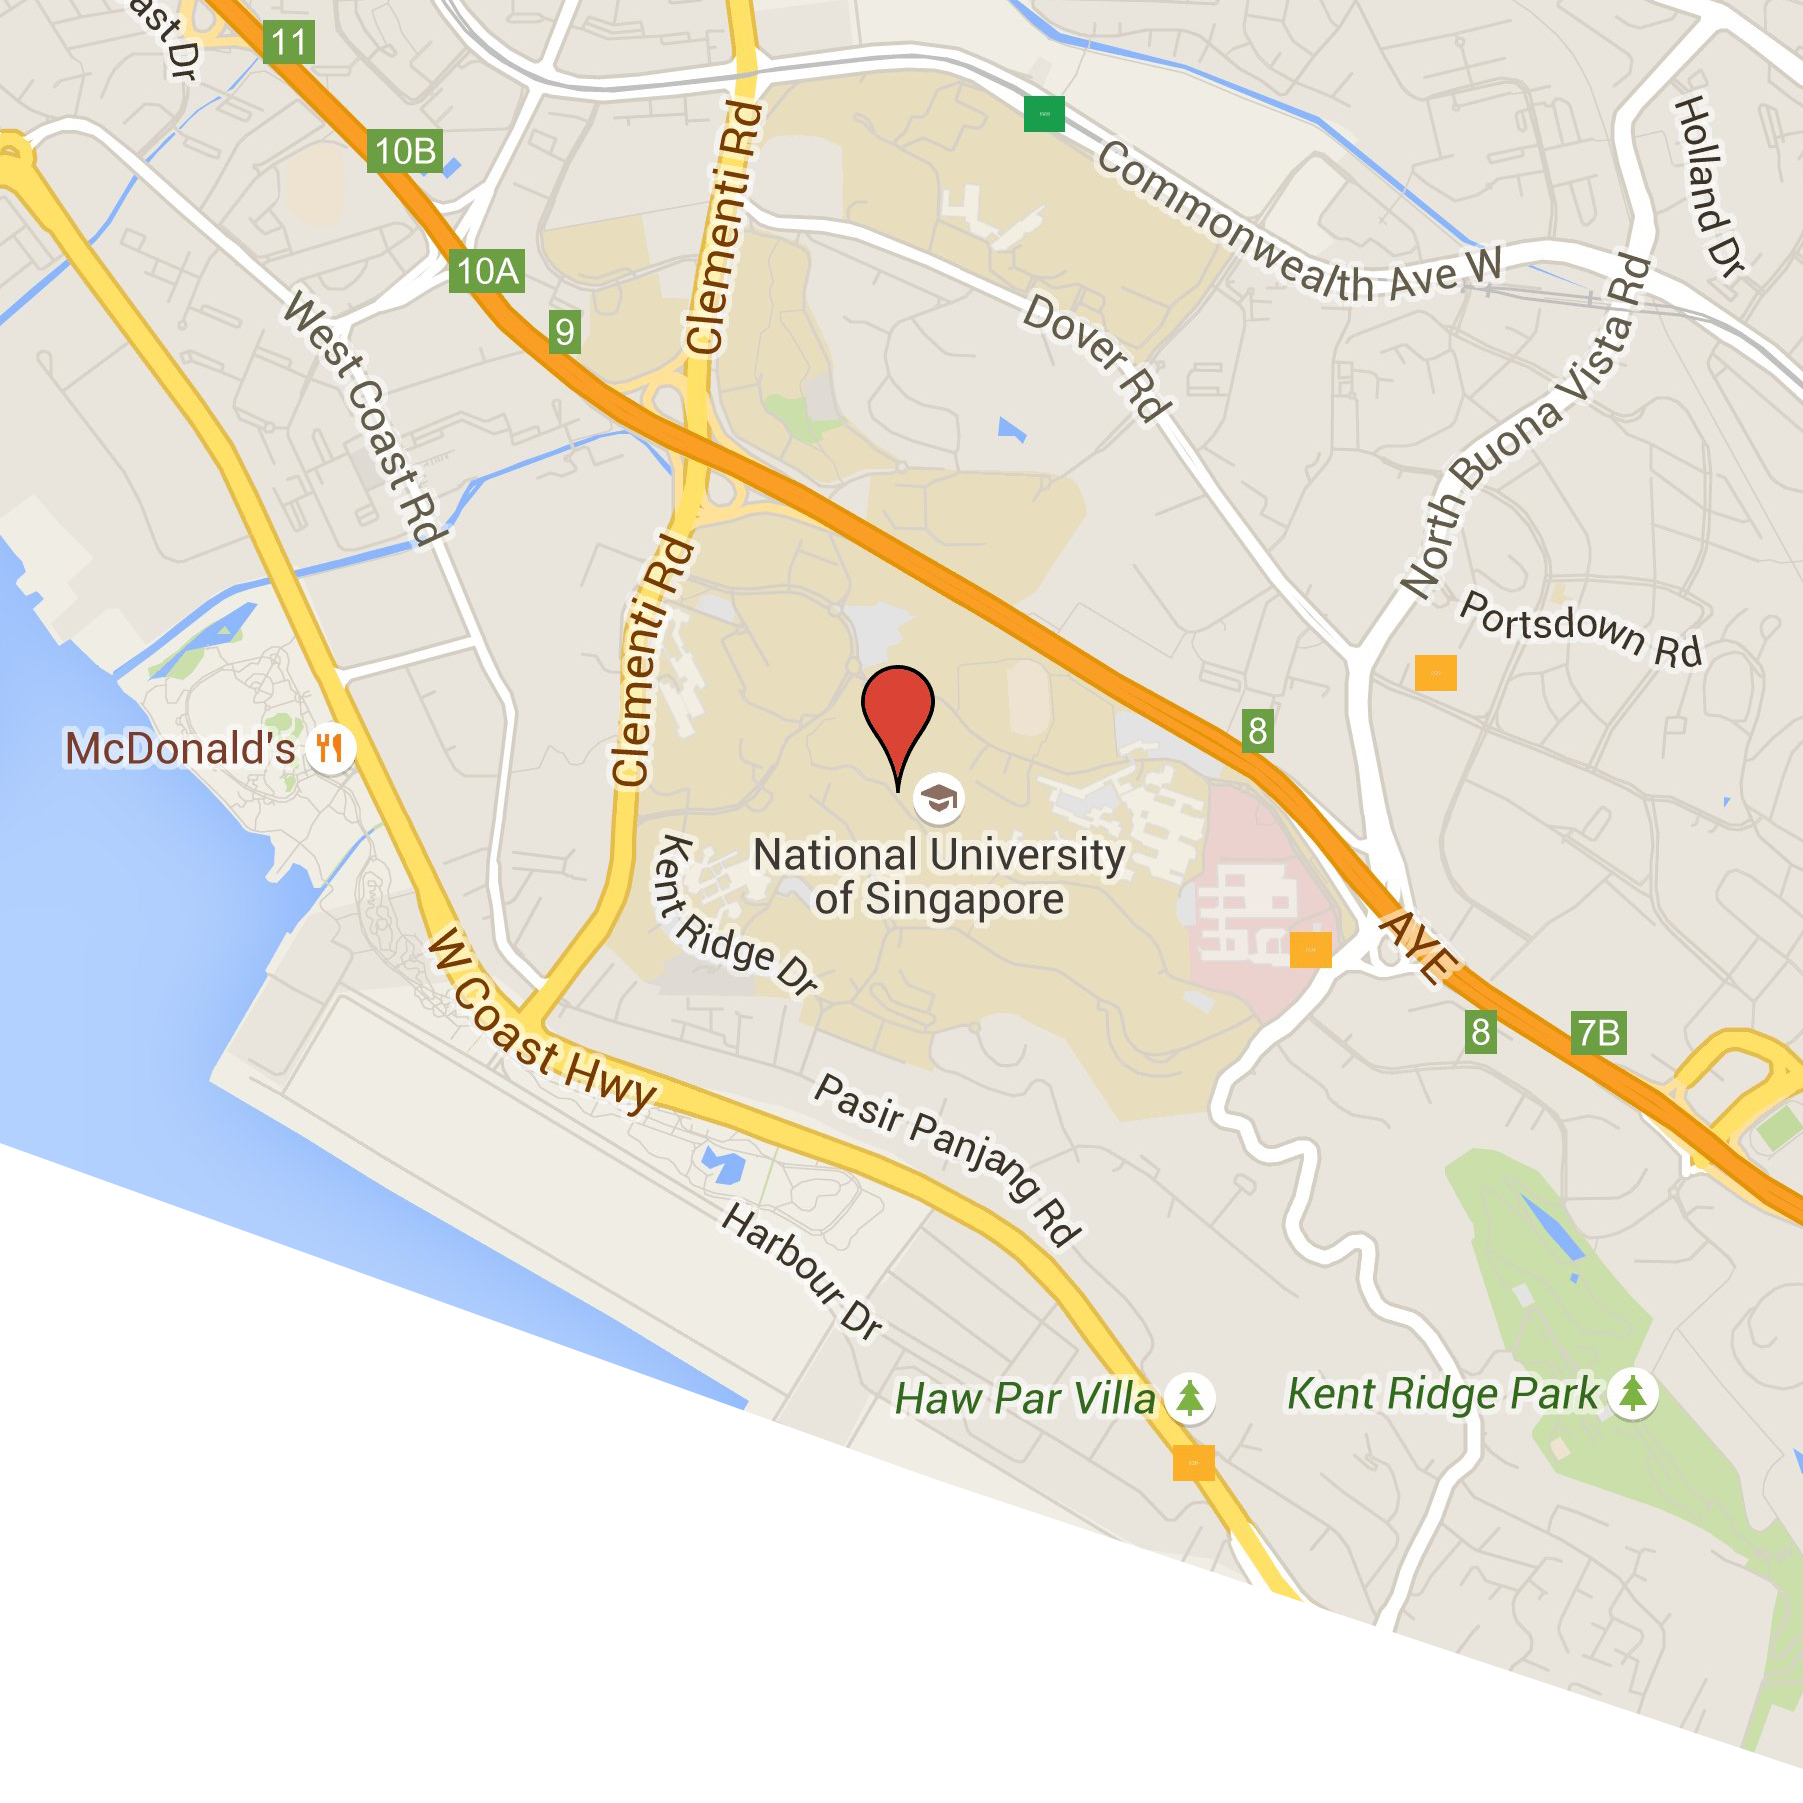 ast Dr
11
10B
Clementi Rd
Commonwealth Ave W
Holland Dr
10A
9
West Coast Rd
Dover Rd
North Buona Vista Rd
Clementi Rd
Portsdown Rd
McDonald's
8
National University
of Singapore
Kent Ridge Dr
AYE
W Coast Hwy
8
7B
Pasir Panjang Rd
Harbour Dr
Haw Par Villa
Kent Ridge Park